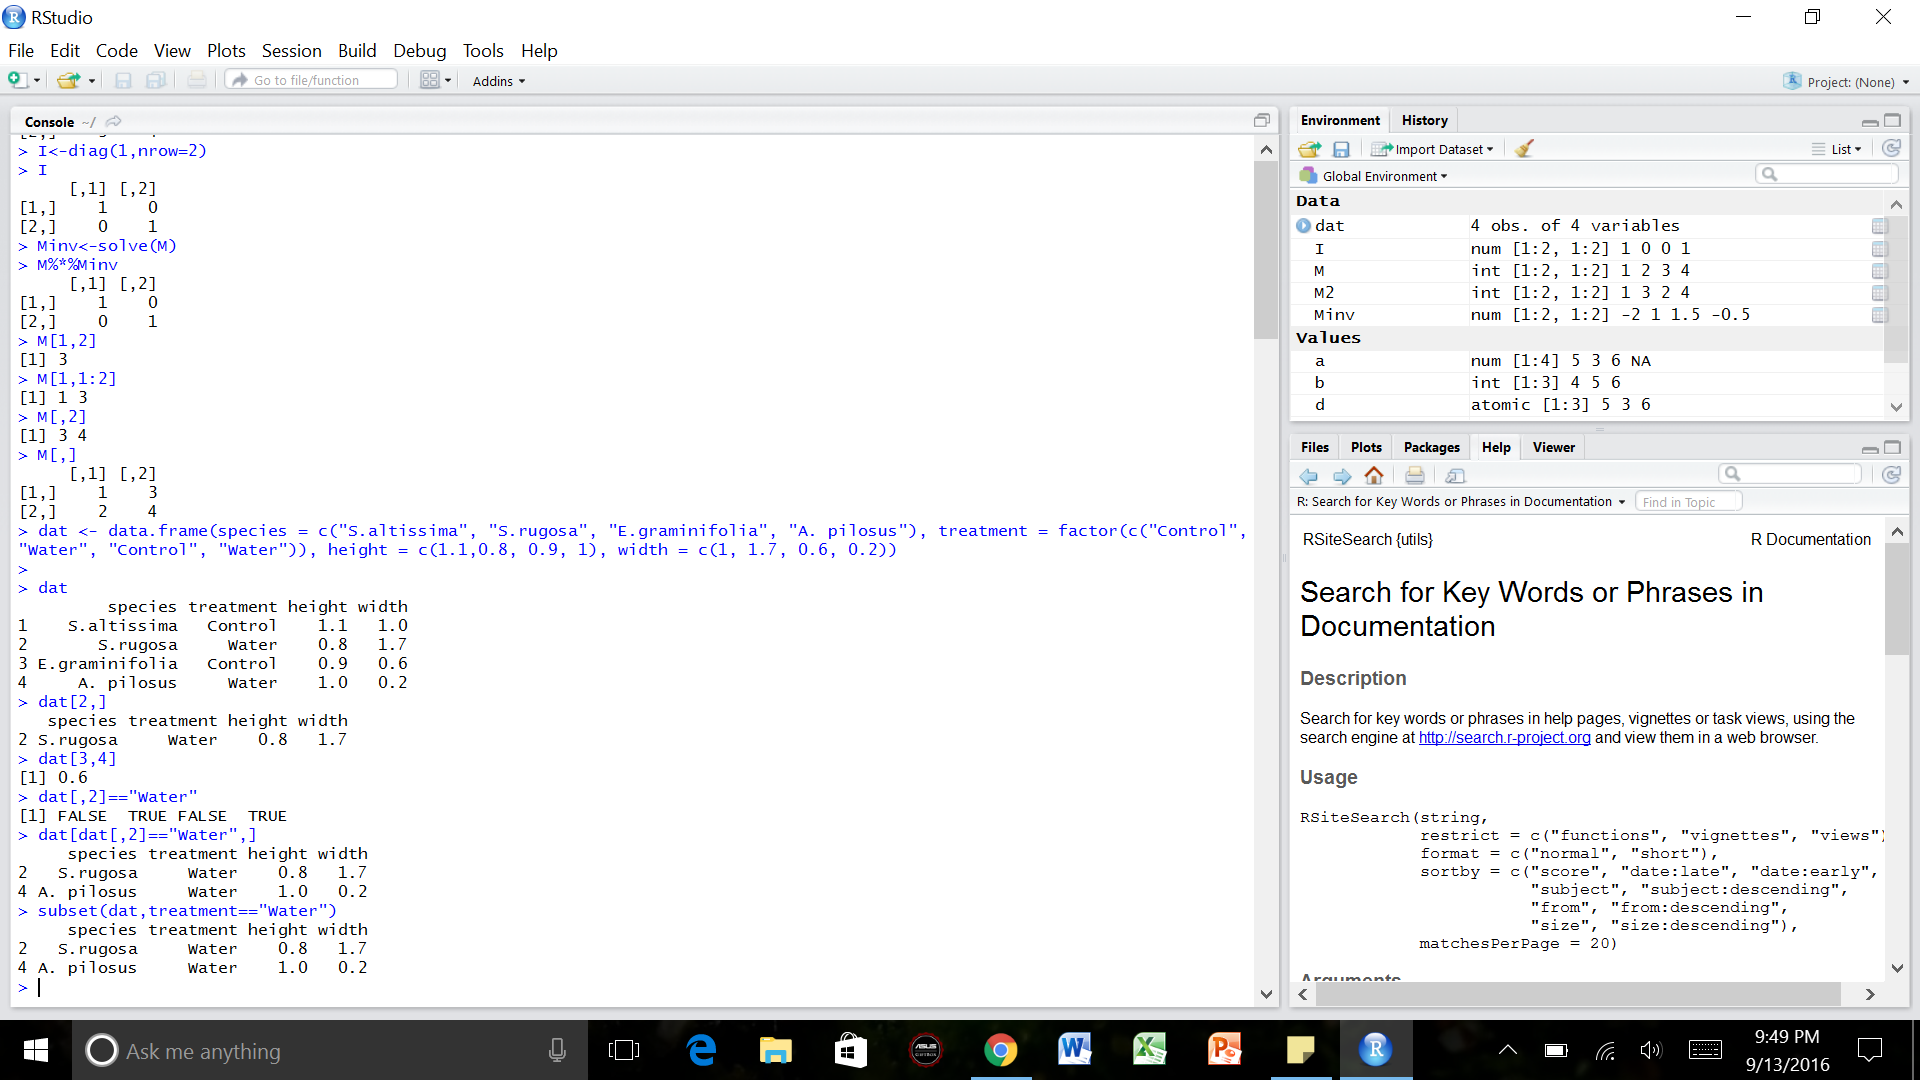 RStudio
File Edit Code View Plots Session Build Debug Tools Help
Go to file/function Addins Project: (None)
Console ~/
> I<-diag(1,nrow=2)
> I
     [,1] [,2]
[1,]    1    0
[2,]    0    1
> Minv<-solve(M)
> M%*%Minv
     [,1] [,2]
[1,]    1    0
[2,]    0    1
> M[1,2]
[1] 3
> M[1,1:2]
[1] 1 3
> M[,2]
[1] 3 4
> M[,]
     [,1] [,2]
[1,]    1    3
[2,]    2    4
> dat <- data.frame(species = c("S.altissima", "S.rugosa", "E.graminifolia", "A. pilosus"), treatment = factor(c("Control",
"Water", "Control", "Water")), height = c(1.1,0.8, 0.9, 1), width = c(1, 1.7, 0.6, 0.2))
>
> dat
         species treatment height width
1    S.altissima   Control    1.1   1.0
2       S.rugosa     Water    0.8   1.7
3 E.graminifolia   Control    0.9   0.6
4     A. pilosus     Water    1.0   0.2
> dat[2,]
   species treatment height width
2 S.rugosa     Water    0.8   1.7
> dat[3,4]
[1] 0.6
> dat[,2]=="Water"
[1] FALSE  TRUE FALSE  TRUE
> dat[dat[,2]=="Water",]
     species treatment height width
2   S.rugosa     Water    0.8   1.7
4 A. pilosus     Water    1.0   0.2
> subset(dat,treatment=="Water")
     species treatment height width
2   S.rugosa     Water    0.8   1.7
4 A. pilosus     Water    1.0   0.2
>
Environment History
Import Dataset List
Global Environment
Data
dat 4 obs. of 4 variables
I num [1:2, 1:2] 1 0 0 1
M int [1:2, 1:2] 1 2 3 4
M2 int [1:2, 1:2] 1 3 2 4
Minv num [1:2, 1:2] -2 1 1.5 -0.5
Values
a num [1:4] 5 3 6 NA
b int [1:3] 4 5 6
d atomic [1:3] 5 3 6
Files Plots Packages Help Viewer
R: Search for Key Words or Phrases in Documentation Find in Topic
RSiteSearch {utils} R Documentation
Search for Key Words or Phrases in
Documentation
Description
Search for key words or phrases in help pages, vignettes or task views, using the
search engine at http://search.r-project.org and view them in a web browser.
Usage
RSiteSearch(string,
            restrict = c("functions", "vignettes", "views")
            format = c("normal", "short"),
            sortby = c("score", "date:late", "date:early",
                       "subject", "subject:descending",
                       "from", "from:descending",
                       "size", "size:descending"),
            matchesPerPage = 20)
Arguments
Ask me anything
9:49 PM
9/13/2016